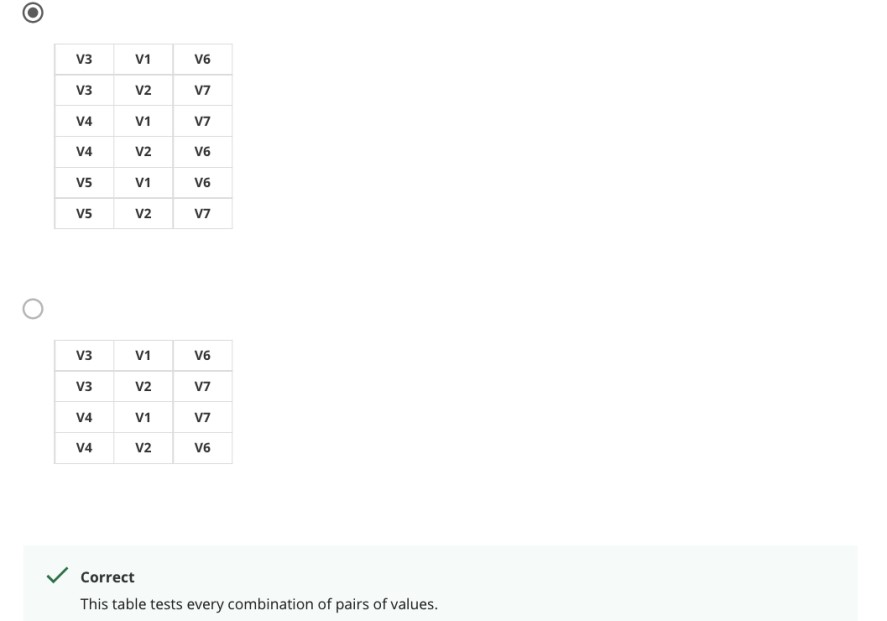 V3 V1 V6
V3 V2 V7
V4 V1 V7
V4 V2 V6
V5 V1 V6
V5 V2 V7
V3 V1 V6
V3 V2 V7
V4 V1 V7
V4 V2 V6
Correct
This table tests every combination of pairs of values.